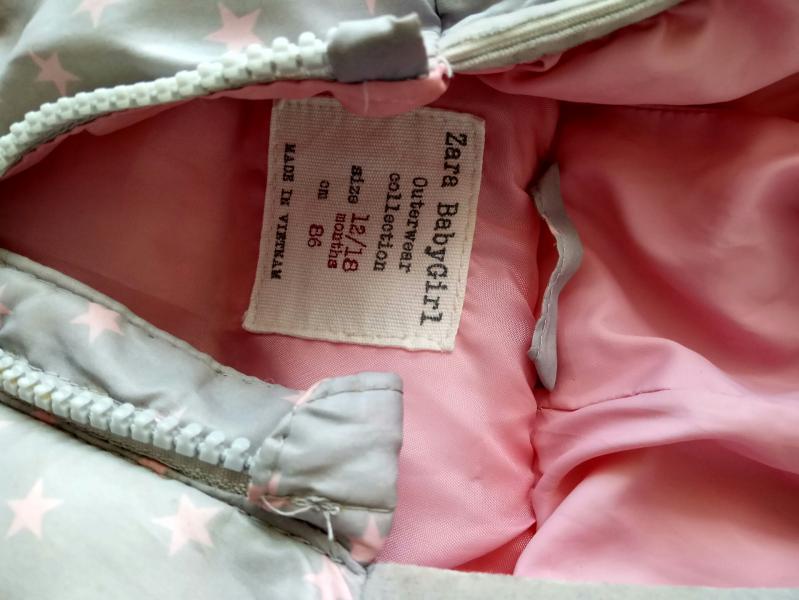 Zara BabyGirl
Outerwear
collection
size 12/18
months
cm 86
MADE IN VIETNAM